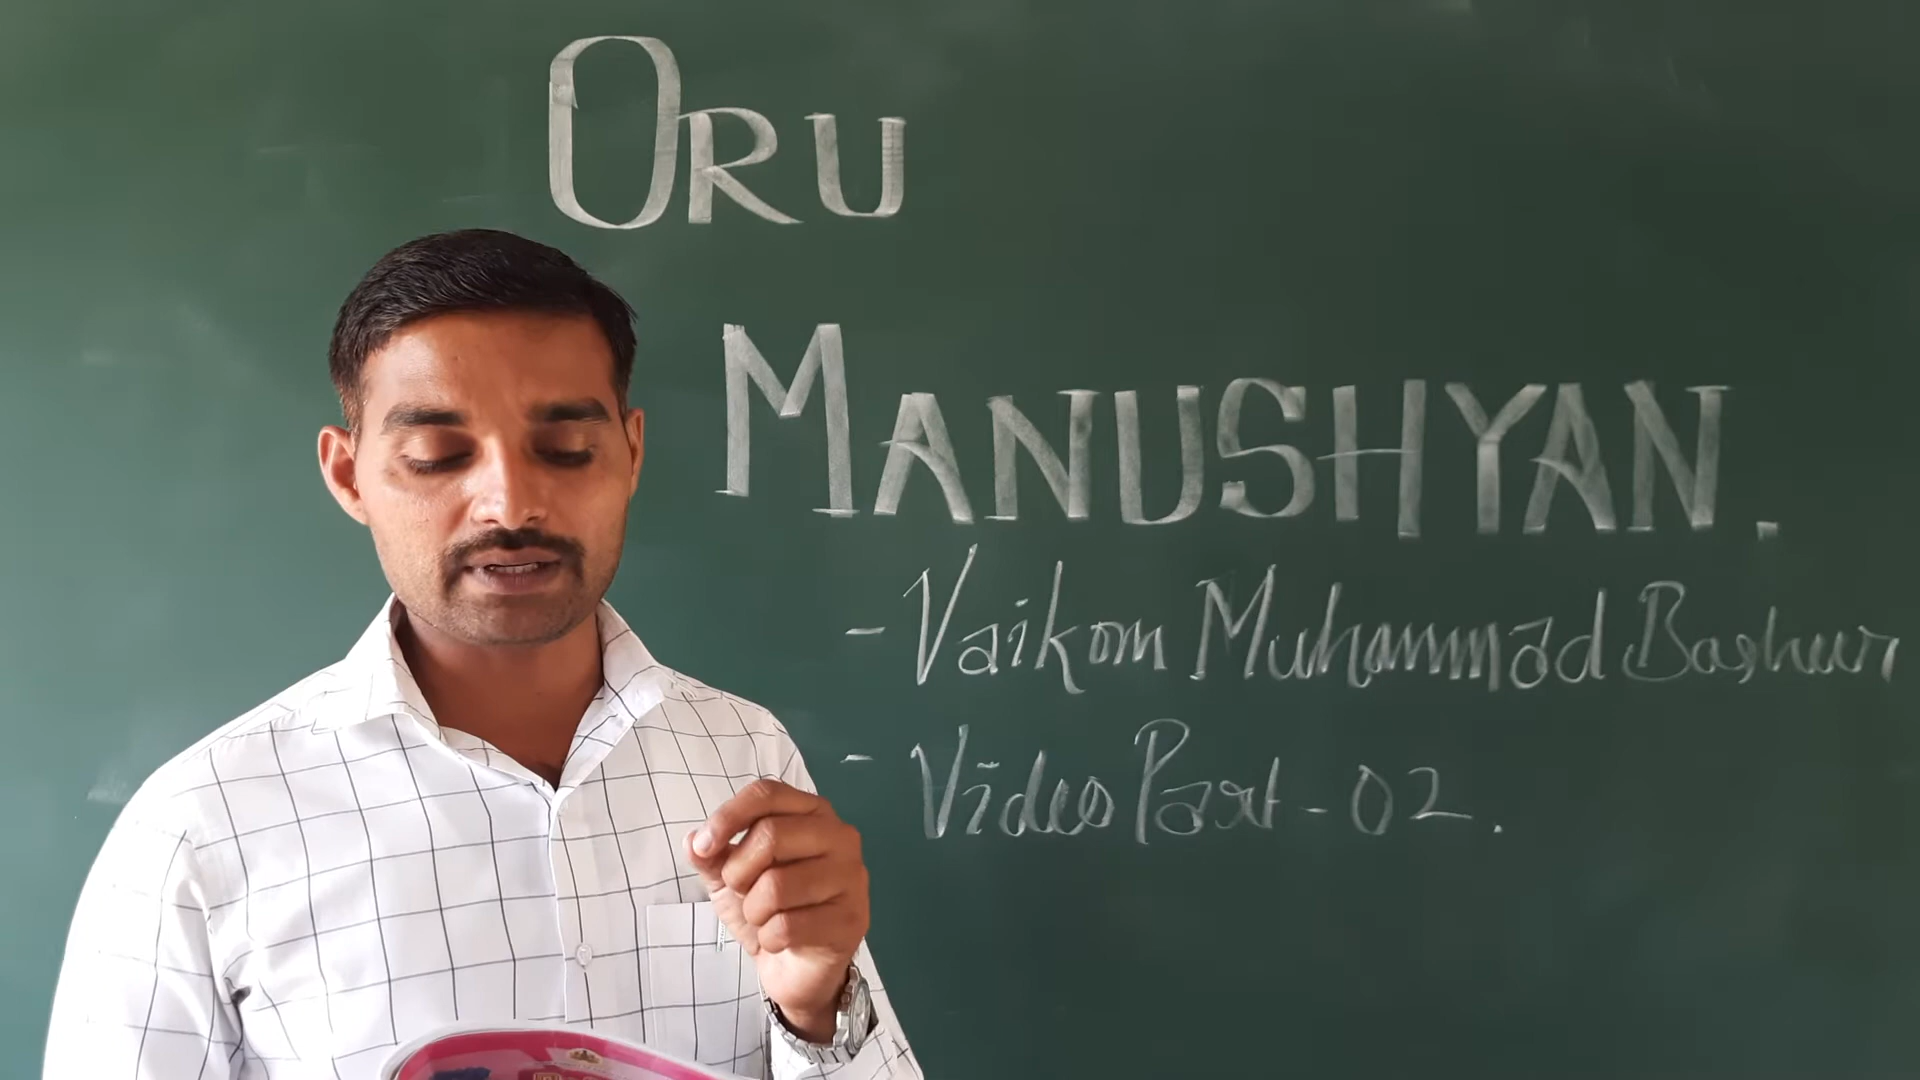 ORU
MANUSHYAN.
- Vaikom Muhammad Basheer
- Video Part - 02.